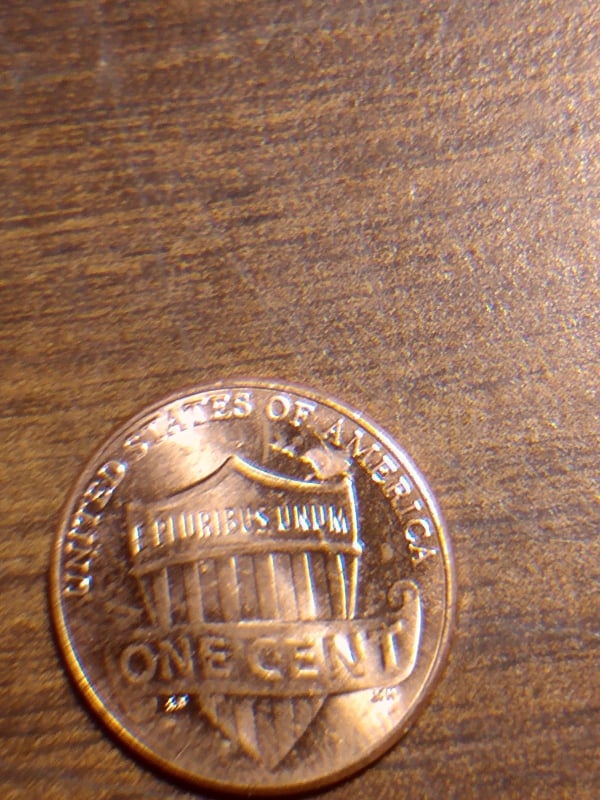 UNITED STATES OF AMERICA
E PLURIBUS UNUM
ONE CENT